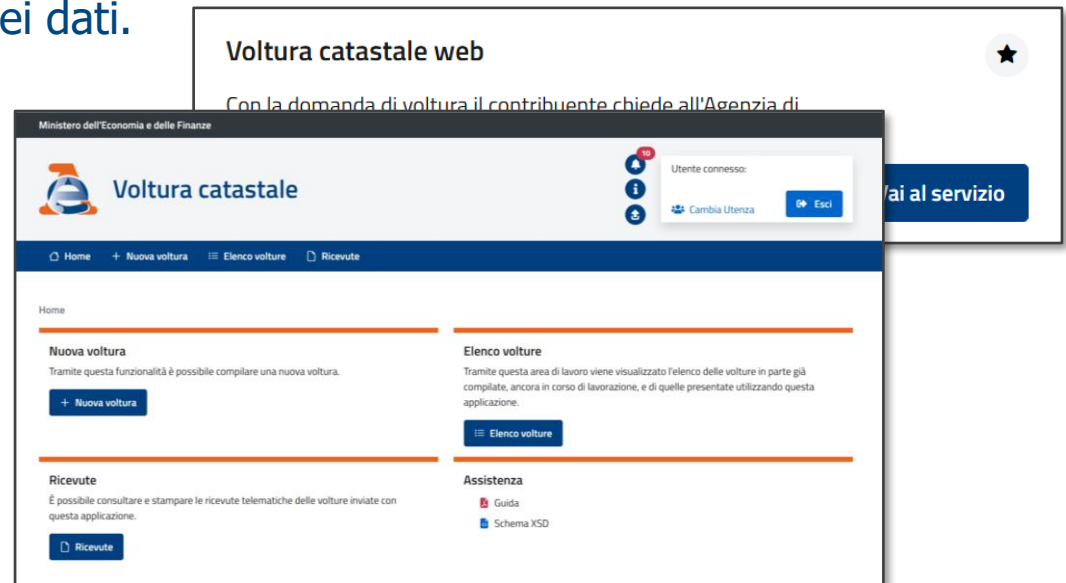 ei dati.
Voltura catastale web
Con la domanda di voltura il contribuente chiede all'Agenzia di
ai al servizio
Ministero dell'Economia e delle Finanze
Voltura catastale
10
Utente connesso:
Cambia Utenza
Esci
Home
+ Nuova voltura
Elenco volture
Ricevute
Home
Nuova voltura
Tramite questa funzionalità è possibile compilare una nuova voltura.
+ Nuova voltura
Elenco volture
Tramite questa area di lavoro viene visualizzato l'elenco delle volture in parte già
compilate, ancora in corso di lavorazione, e di quelle presentate utilizzando questa
applicazione.
Elenco volture
Ricevute
È possibile consultare e stampare le ricevute telematiche delle volture inviate con
questa applicazione.
Ricevute
Assistenza
Guida
Schema XSD